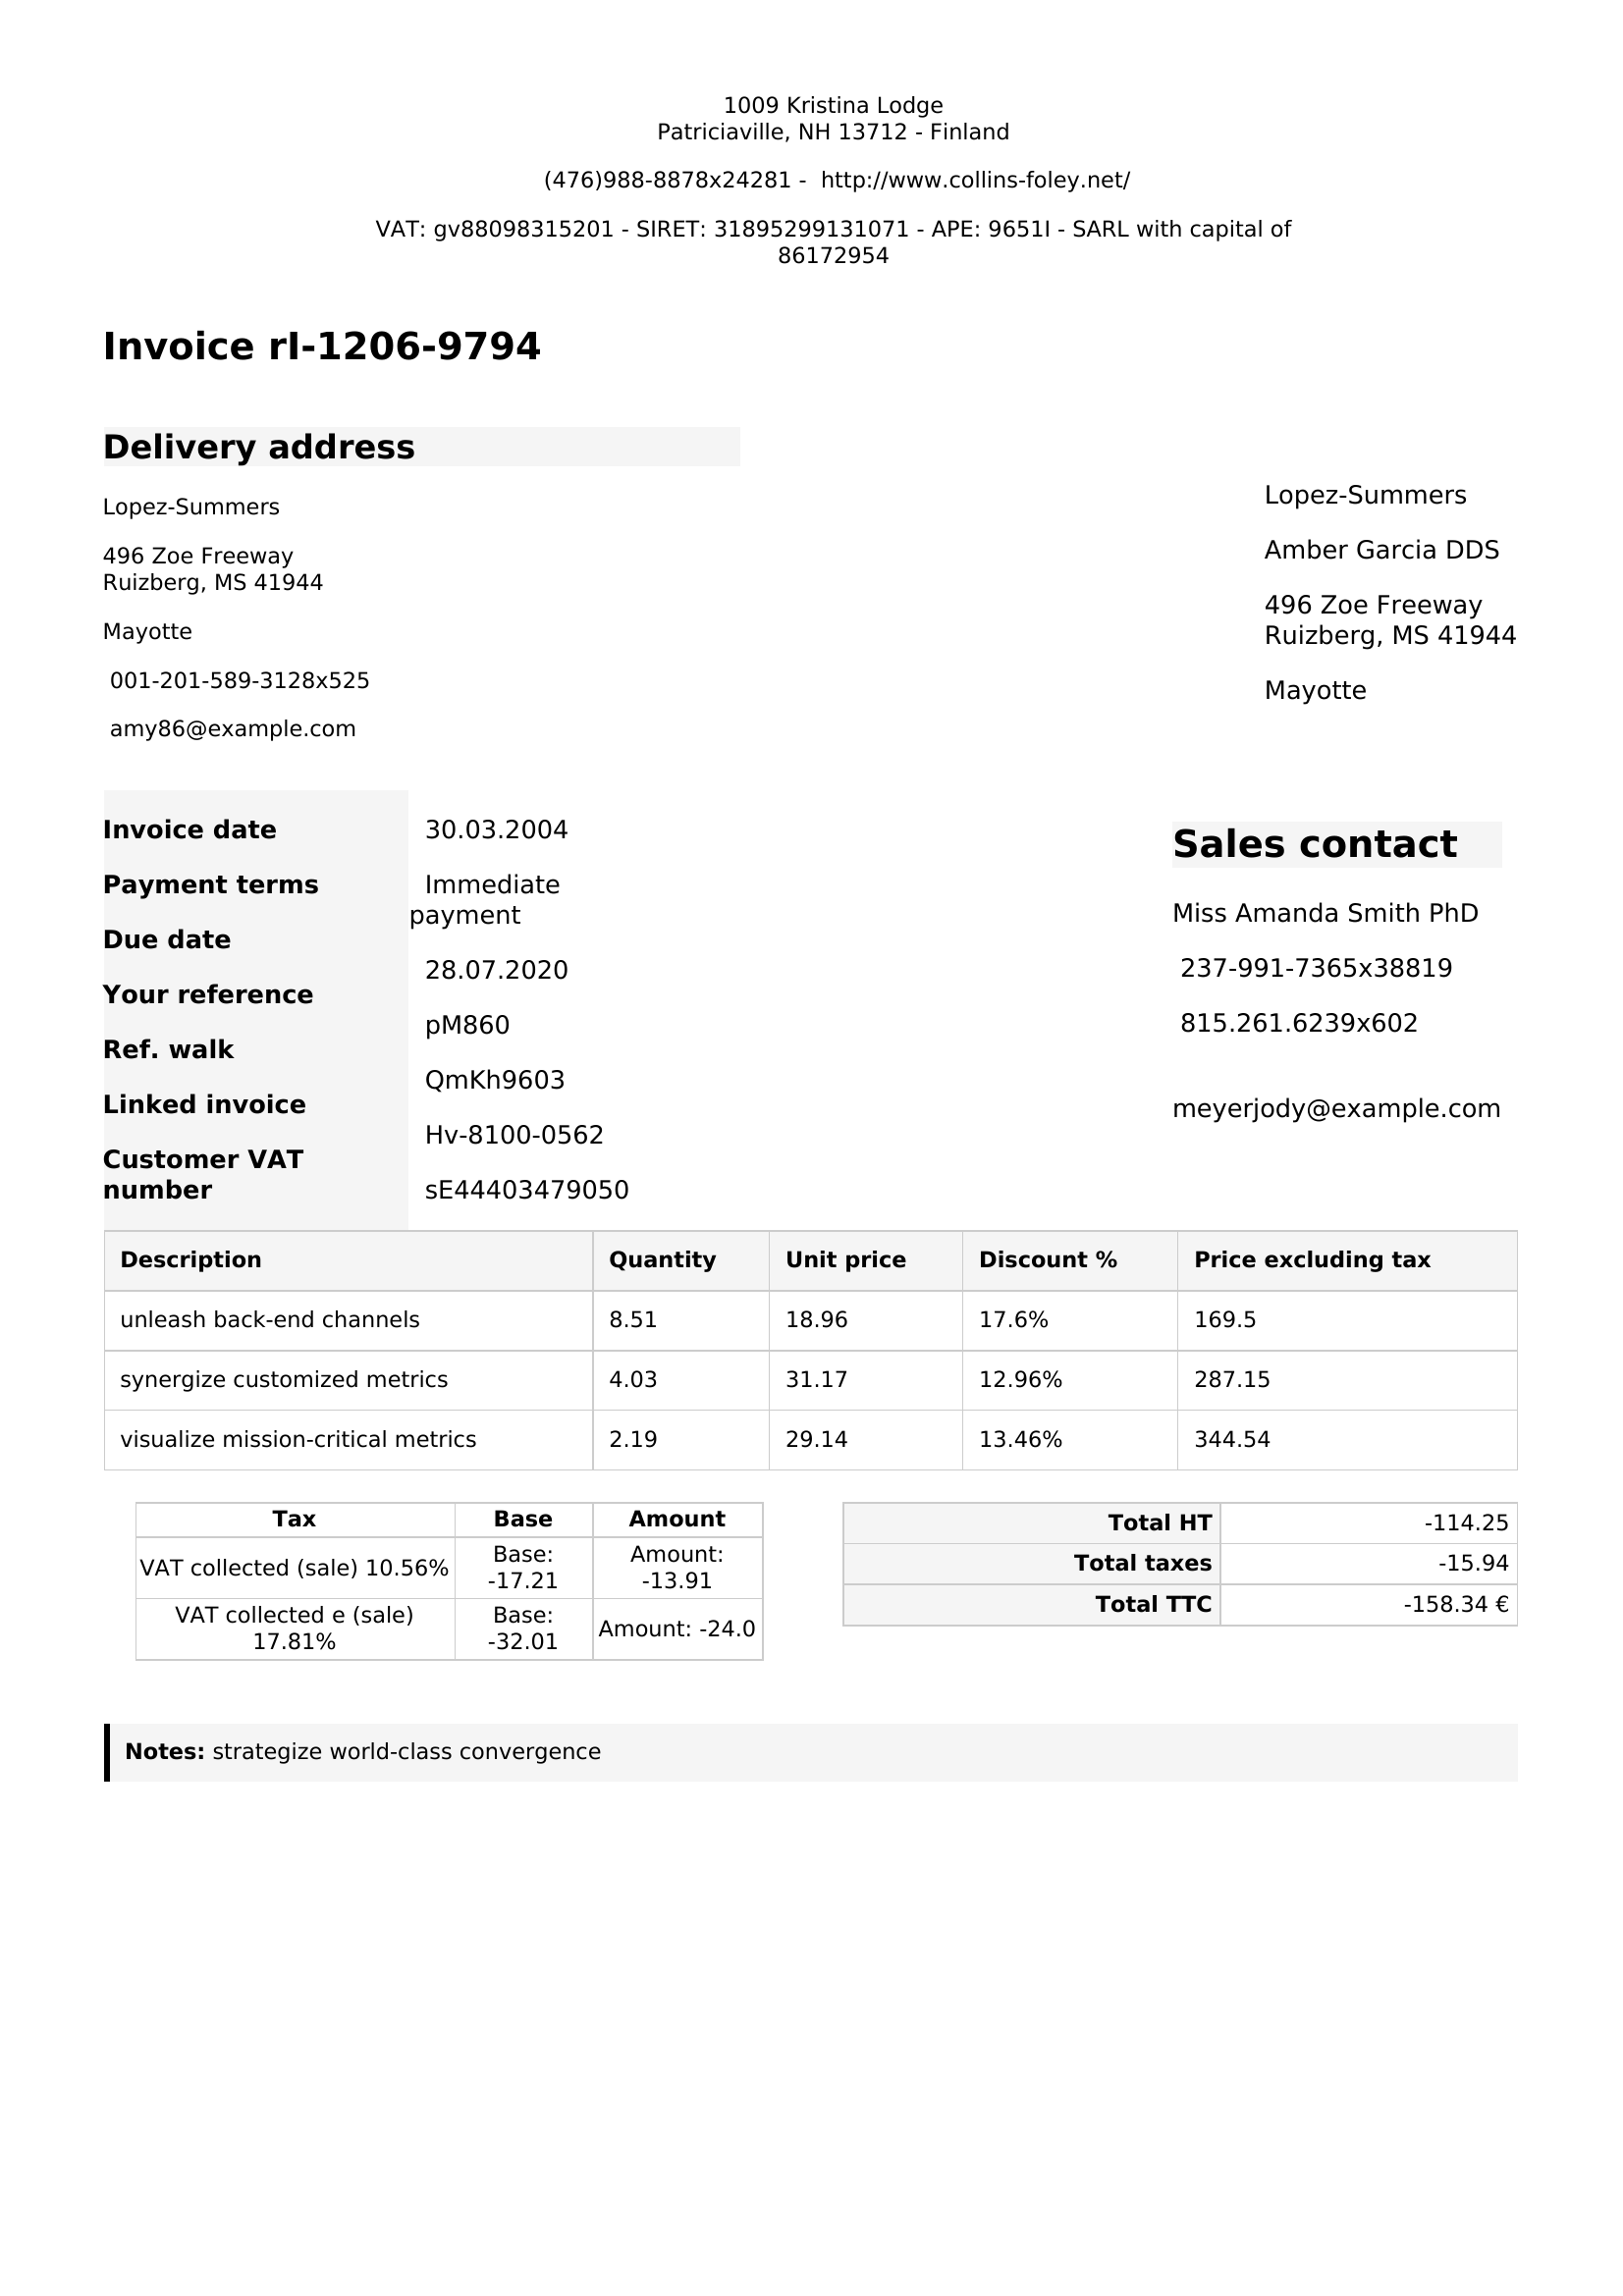 1009 Kristina Lodge
Patriciaville, NH 13712 - Finland
(476)988-8878x24281 -  http://www.collins-foley.net/
VAT: gv88098315201 - SIRET: 31895299131071 - APE: 9651I - SARL with capital of
86172954
Invoice rI-1206-9794
Delivery address
Lopez-Summers
496 Zoe Freeway
Ruizberg, MS 41944
Mayotte
001-201-589-3128x525
amy86@example.com
Lopez-Summers
Amber Garcia DDS
496 Zoe Freeway
Ruizberg, MS 41944
Mayotte
Invoice date
Payment terms
Due date
Your reference
Ref. walk
Linked invoice
Customer VAT
number
30.03.2004
Immediate
payment
28.07.2020
pM860
QmKh9603
Hv-8100-0562
sE44403479050
Sales contact
Miss Amanda Smith PhD
237-991-7365x38819
815.261.6239x602
meyerjody@example.com
Description Quantity Unit price Discount % Price excluding tax
unleash back-end channels 8.51 18.96 17.6% 169.5
synergize customized metrics 4.03 31.17 12.96% 287.15
visualize mission-critical metrics 2.19 29.14 13.46% 344.54
Tax Base Amount
VAT collected (sale) 10.56% Base: -17.21 Amount: -13.91
VAT collected e (sale) 17.81% Base: -32.01 Amount: -24.0
Total HT -114.25
Total taxes -15.94
Total TTC -158.34 €
Notes: strategize world-class convergence